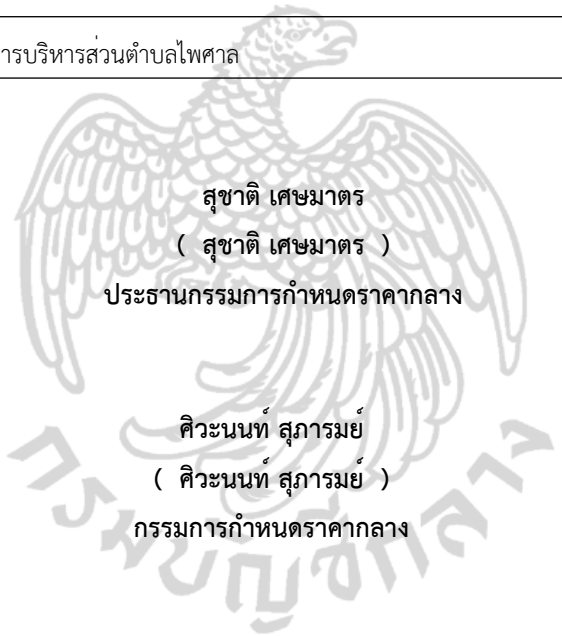 ารบริหารส่วนตำบลไพศาล
สุชาติ เศษมาตร
( สุชาติ เศษมาตร )
ประธานกรรมการกำหนดราคากลาง
ศิวะนนท์ สุภารมย์
( ศิวะนนท์ สุภารมย์ )
กรรมการกำหนดราคากลาง
กรมบัญชีกลาง